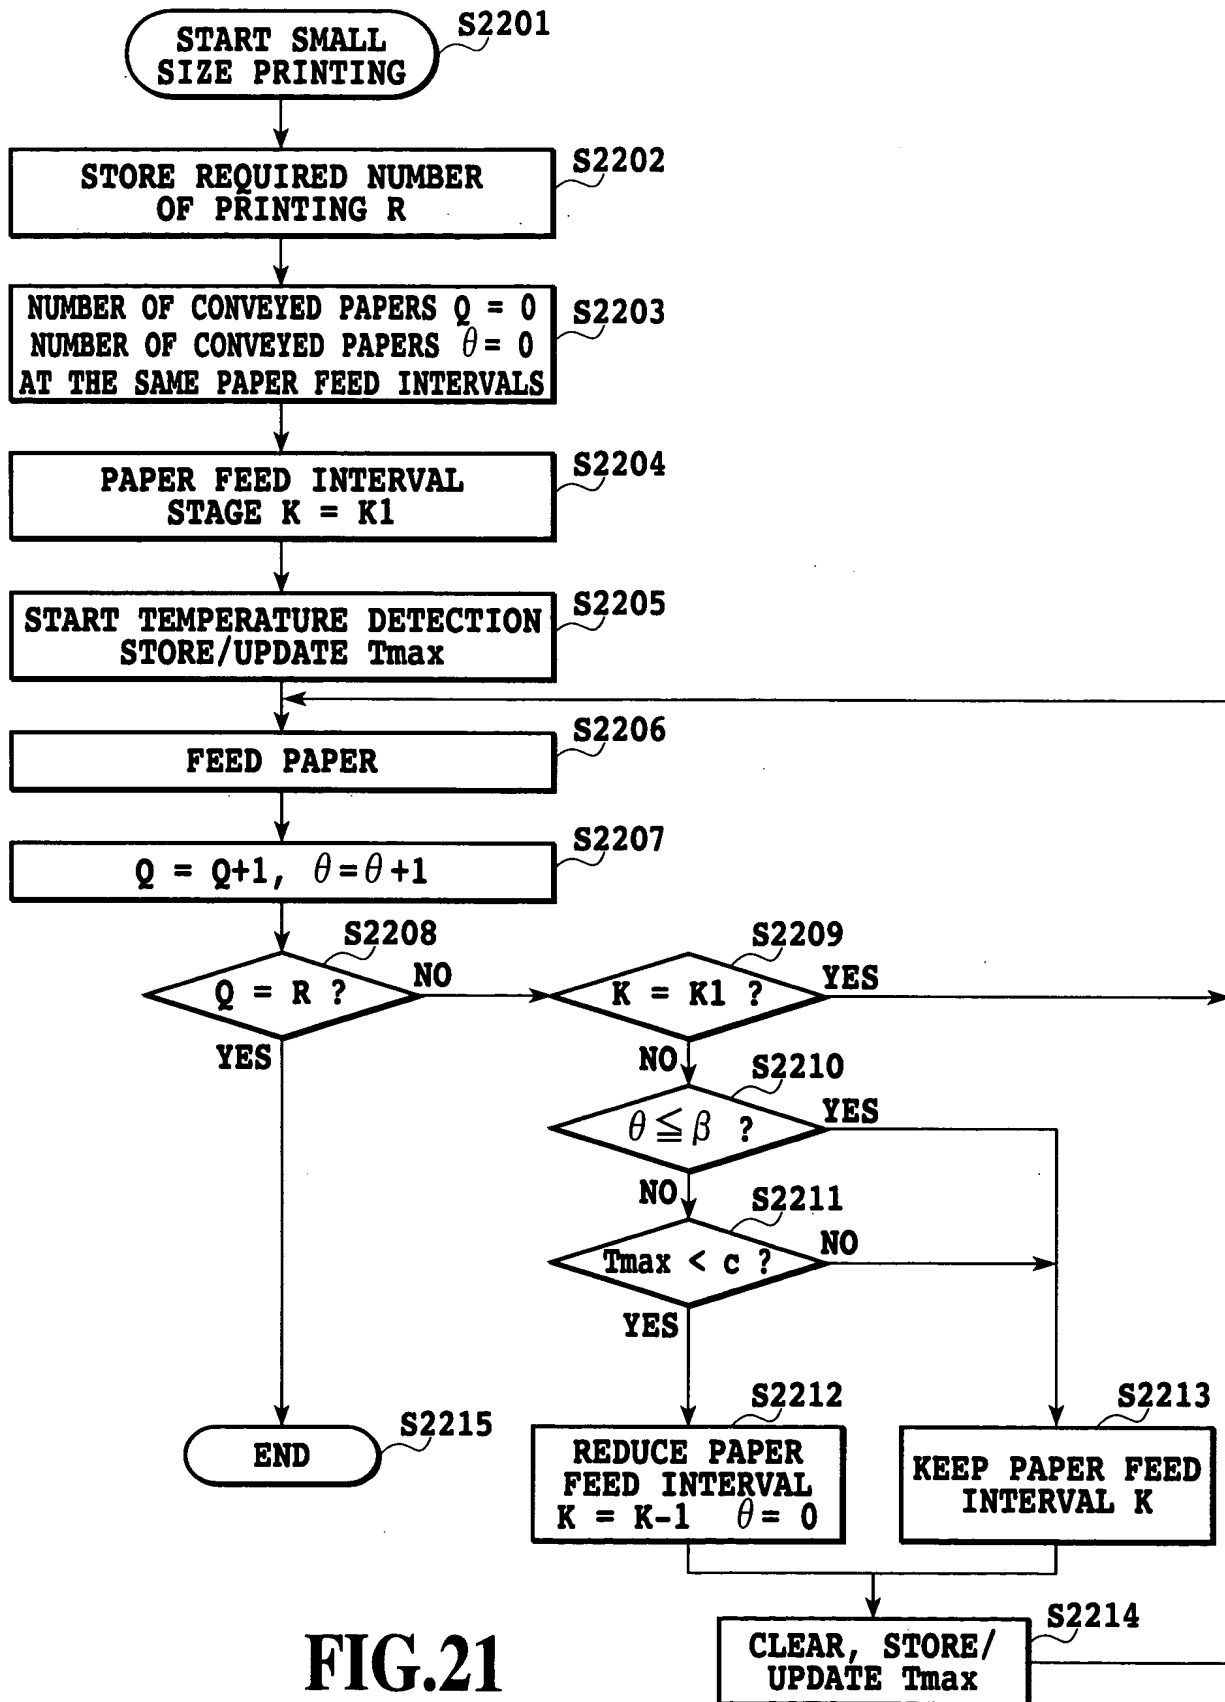 START SMALL
SIZE PRINTING
S2201
STORE REQUIRED NUMBER
OF PRINTING R
S2202
NUMBER OF CONVEYED PAPERS Q = 0
NUMBER OF CONVEYED PAPERS θ = 0
AT THE SAME PAPER FEED INTERVALS
S2203
PAPER FEED INTERVAL
STAGE K = K1
S2204
START TEMPERATURE DETECTION
STORE/UPDATE Tmax
S2205
FEED PAPER
S2206
Q = Q+1, θ = θ +1
S2207
Q = R ?
S2208
NO
YES
K = K1 ?
S2209
YES
NO
θ ≦ β ?
S2210
YES
NO
Tmax < c ?
S2211
NO
YES
REDUCE PAPER
FEED INTERVAL
K = K-1 θ = 0
S2212
KEEP PAPER FEED
INTERVAL K
S2213
END
S2215
CLEAR, STORE/
UPDATE Tmax
S2214
FIG.21